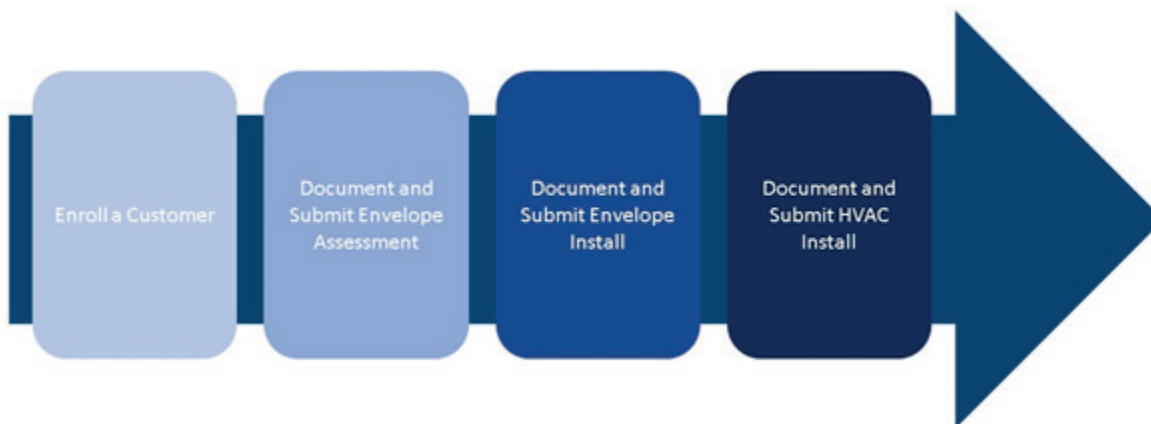 Enroll a Customer
Document and
Submit Envelope
Assessment
Document and
Submit Envelope
Install
Document and
Submit HVAC
Install